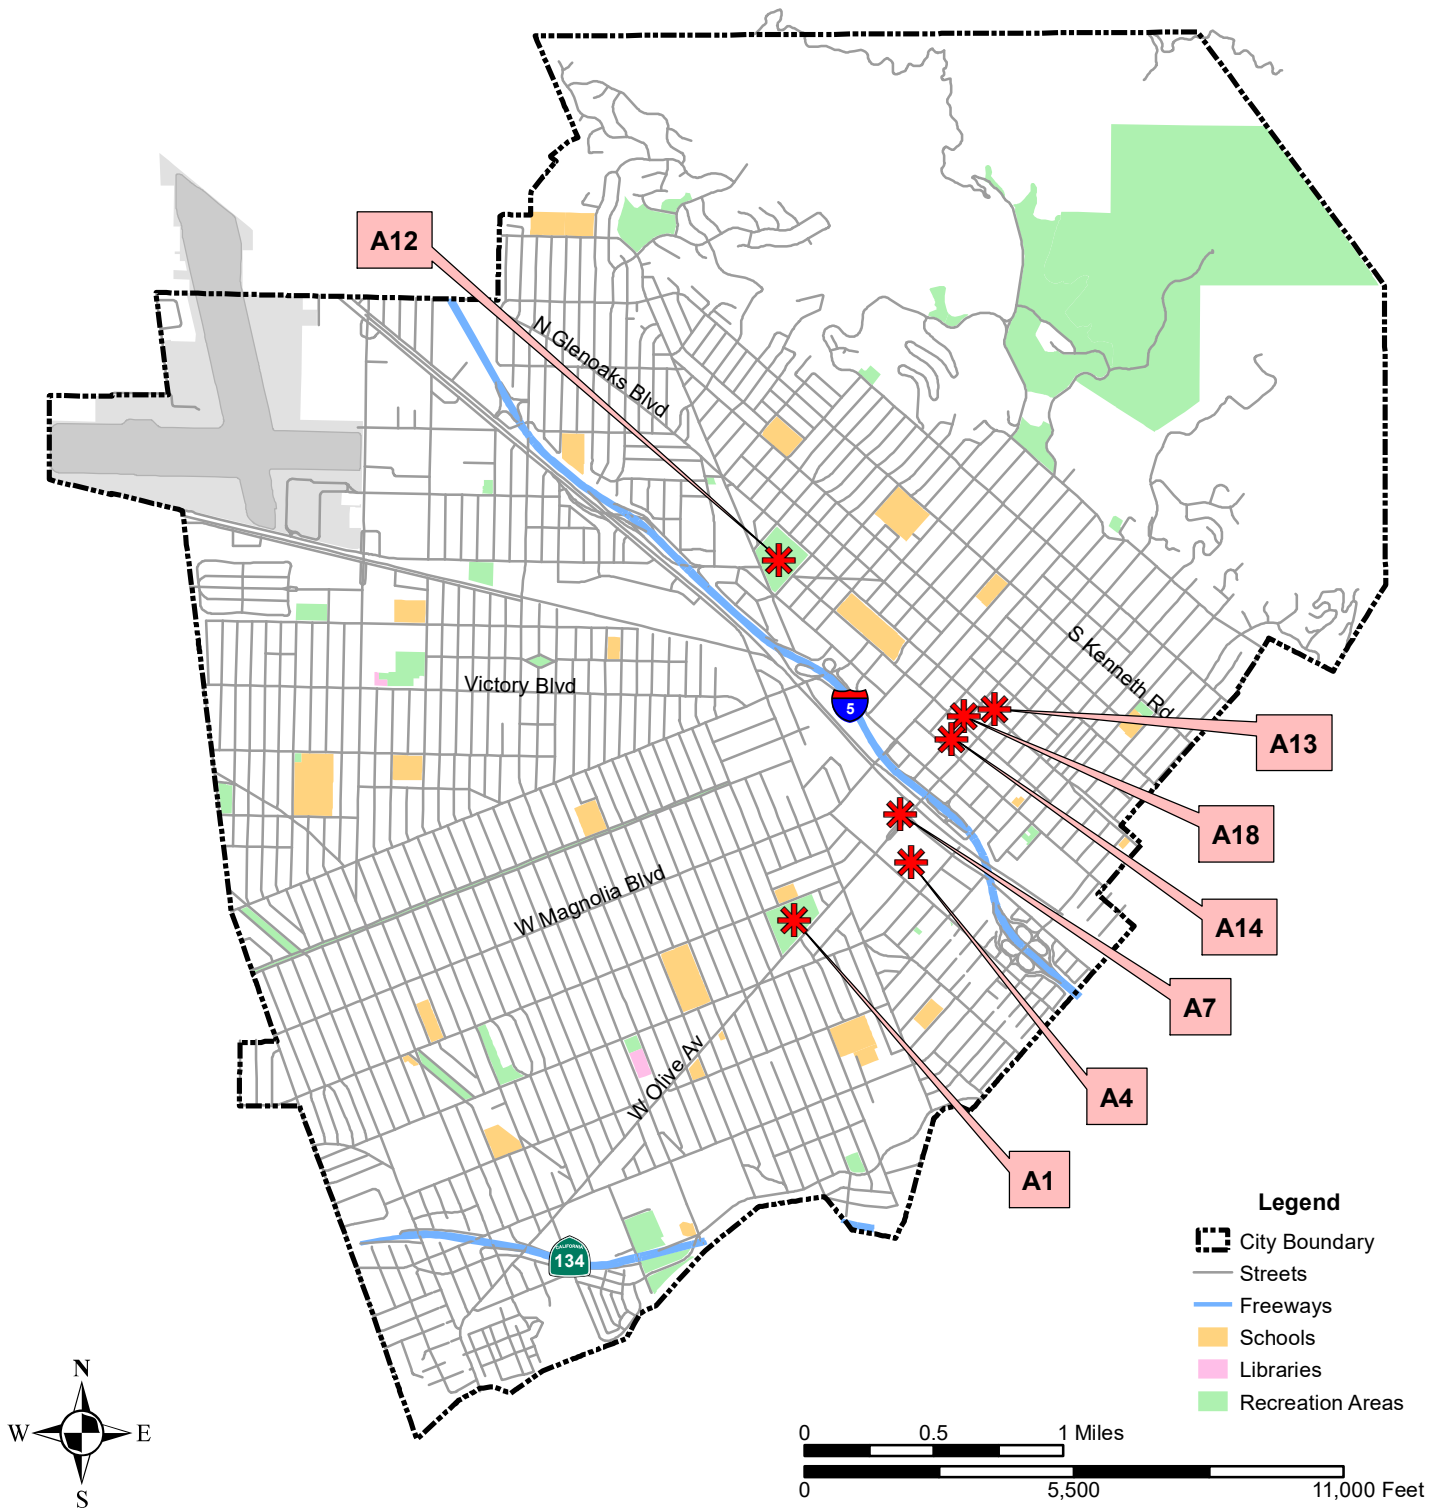 A12
N Glenoaks Blvd
S Kenneth Rd
Victory Blvd
5
A13
A18
A14
W Magnolia Blvd
A7
W Olive Av
A4
A1
CALIFORNIA
134
Legend
City Boundary
Streets
Freeways
Schools
Libraries
Recreation Areas
N
W E
S
0 0.5 1 Miles
0 5,500 11,000 Feet